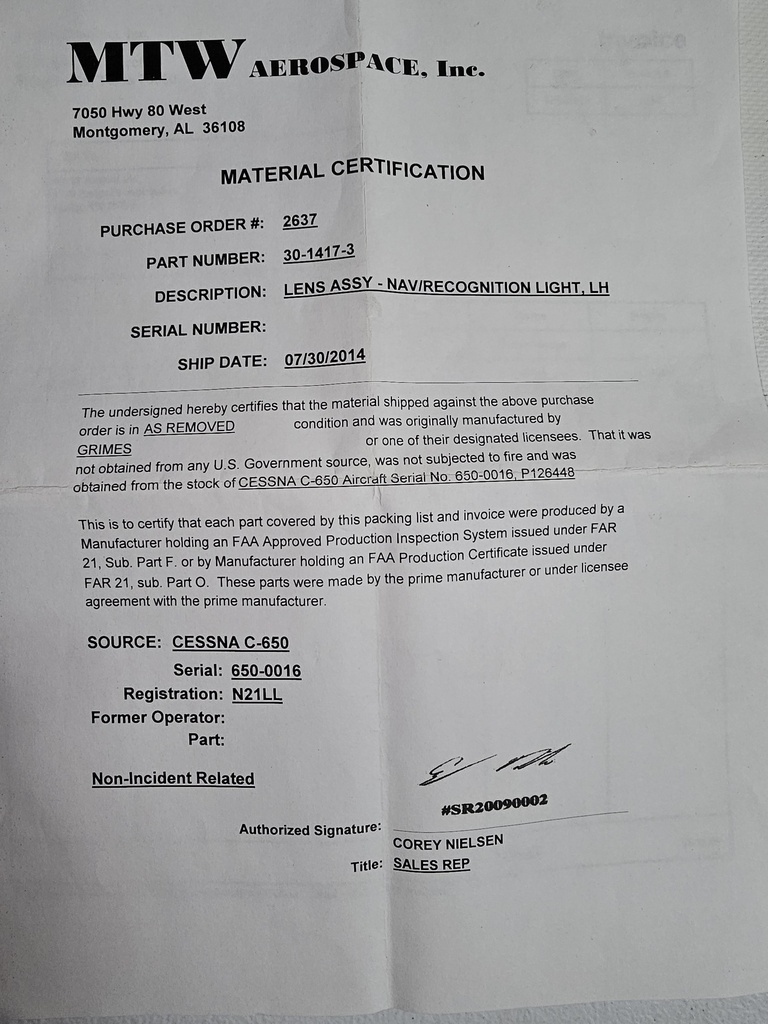 MTW AEROSPACE, Inc.
7050 Hwy 80 West
Montgomery, AL 36108
MATERIAL CERTIFICATION
PURCHASE ORDER #: 2637
PART NUMBER: 30-1417-3
DESCRIPTION: LENS ASSY - NAV/RECOGNITION LIGHT, LH
SERIAL NUMBER:
SHIP DATE: 07/30/2014
The undersigned hereby certifies that the material shipped against the above purchase
order is in AS REMOVED condition and was originally manufactured by
GRIMES or one of their designated licensees. That it was
not obtained from any U.S. Government source, was not subjected to fire and was
obtained from the stock of CESSNA C-650 Aircraft Serial No. 650-0016, P126448
This is to certify that each part covered by this packing list and invoice were produced by a
Manufacturer holding an FAA Approved Production Inspection System issued under FAR
21, Sub. Part F. or by Manufacturer holding an FAA Production Certificate issued under
FAR 21, sub. Part O. These parts were made by the prime manufacturer or under licensee
agreement with the prime manufacturer.
SOURCE: CESSNA C-650
Serial: 650-0016
Registration: N21LL
Former Operator:
Part:
Non-Incident Related
#SR20090002
Authorized Signature:
COREY NIELSEN
Title: SALES REP